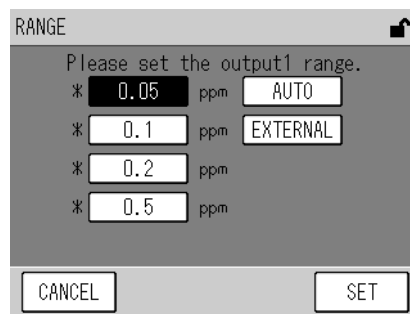 RANGE
Please set the output1 range.
* 0.05 ppm AUTO
* 0.1 ppm EXTERNAL
* 0.2 ppm
* 0.5 ppm
CANCEL SET